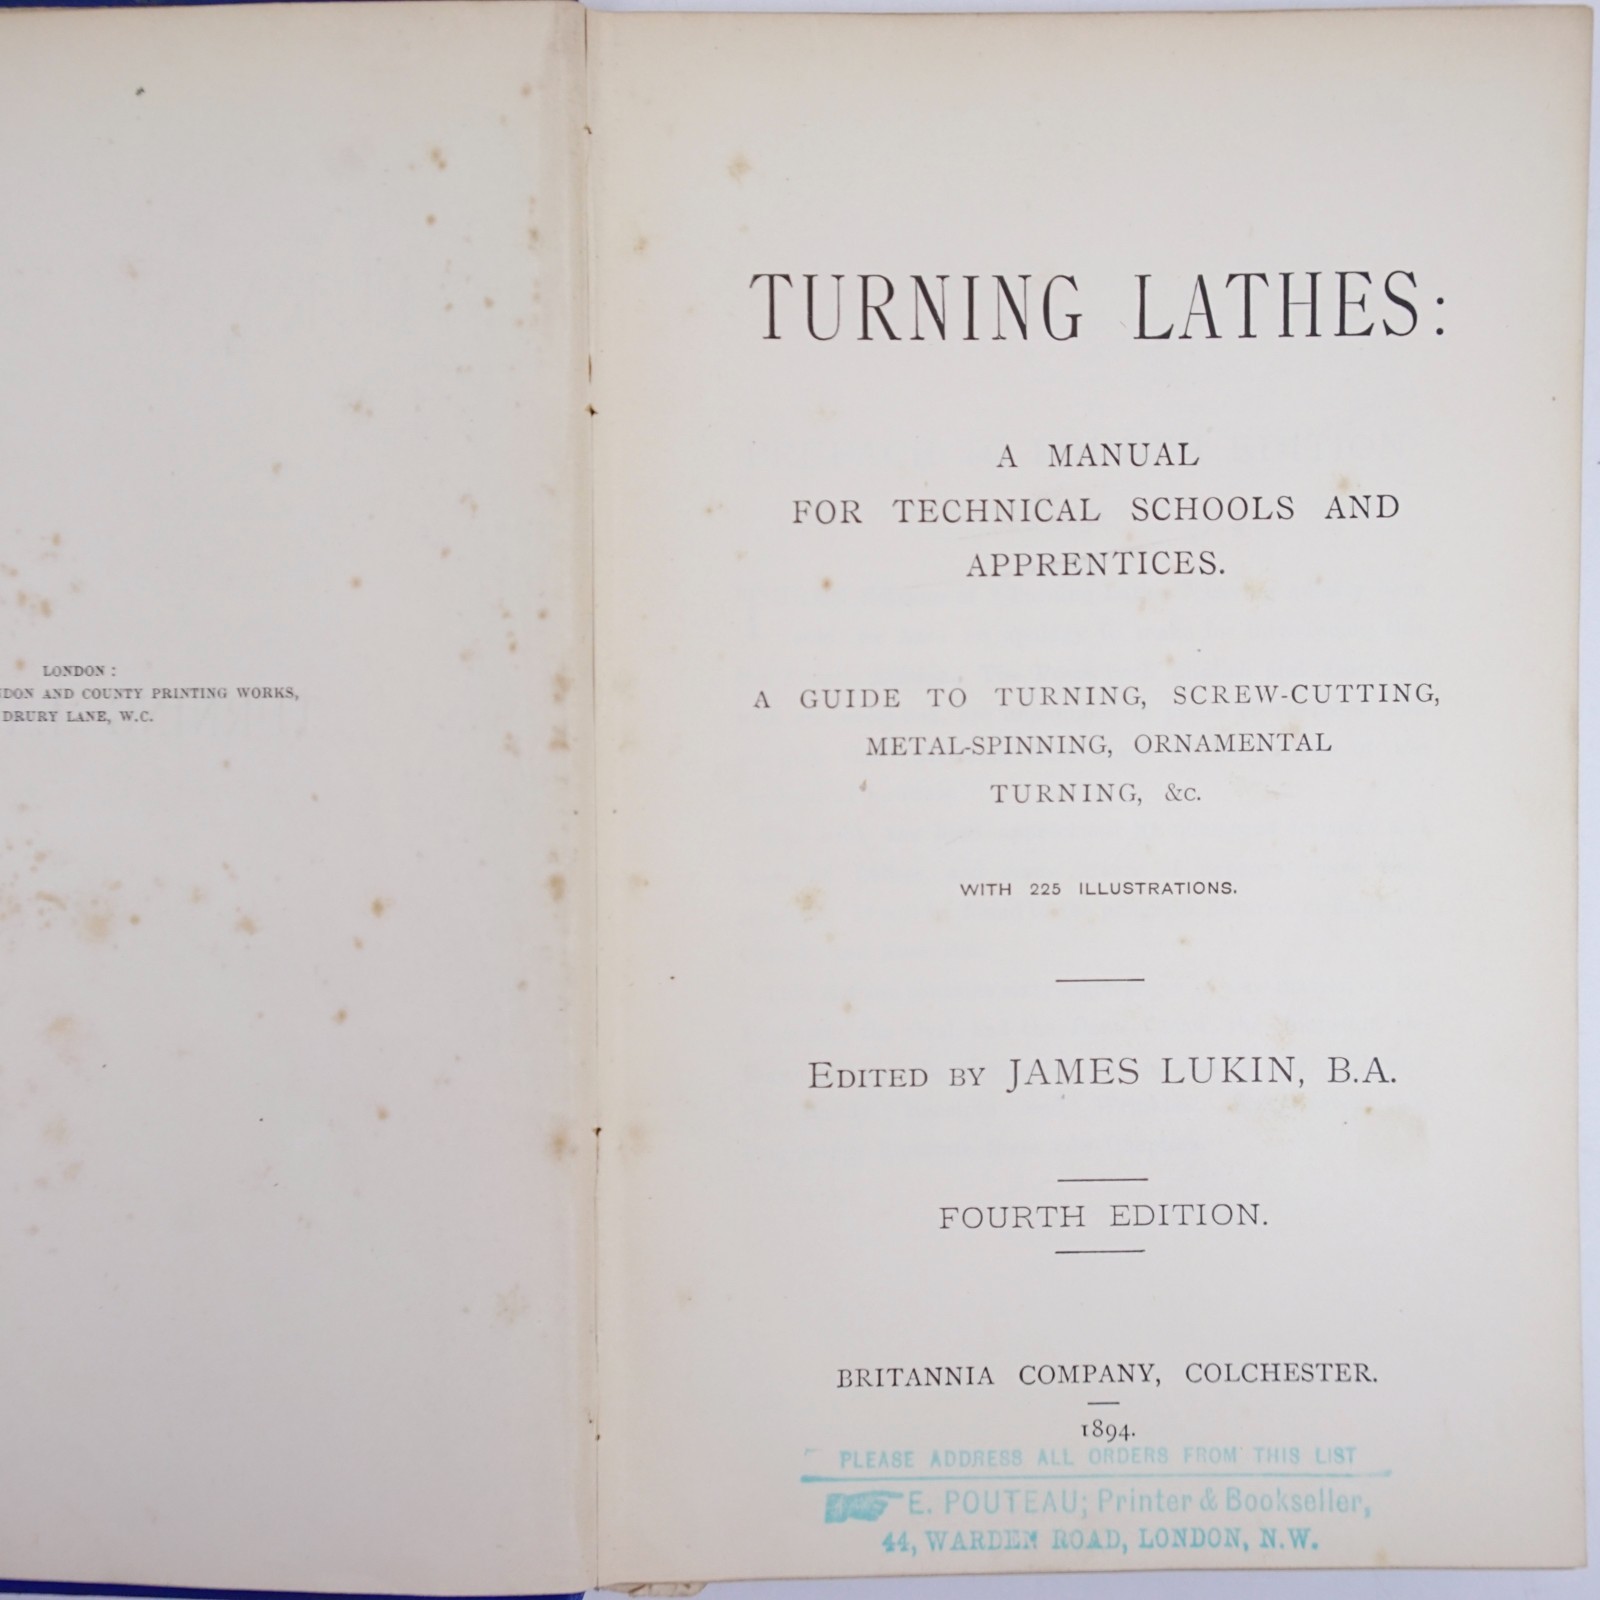 LONDON :
AND COUNTY PRINTING WORKS,
DRURY LANE, W.C.
TURNING LATHES:
A MANUAL
FOR TECHNICAL SCHOOLS AND
APPRENTICES.
A GUIDE TO TURNING, SCREW-CUTTING,
METAL-SPINNING, ORNAMENTAL
TURNING, &c.
WITH 225 ILLUSTRATIONS.
EDITED BY JAMES LUKIN, B.A.
FOURTH EDITION.
BRITANNIA COMPANY, COLCHESTER.
1894.
PLEASE ADDRESS ALL ORDERS FROM THIS LIST
E. POUTEAU; Printer & Bookseller,
44, WARDEN ROAD, LONDON, N.W.